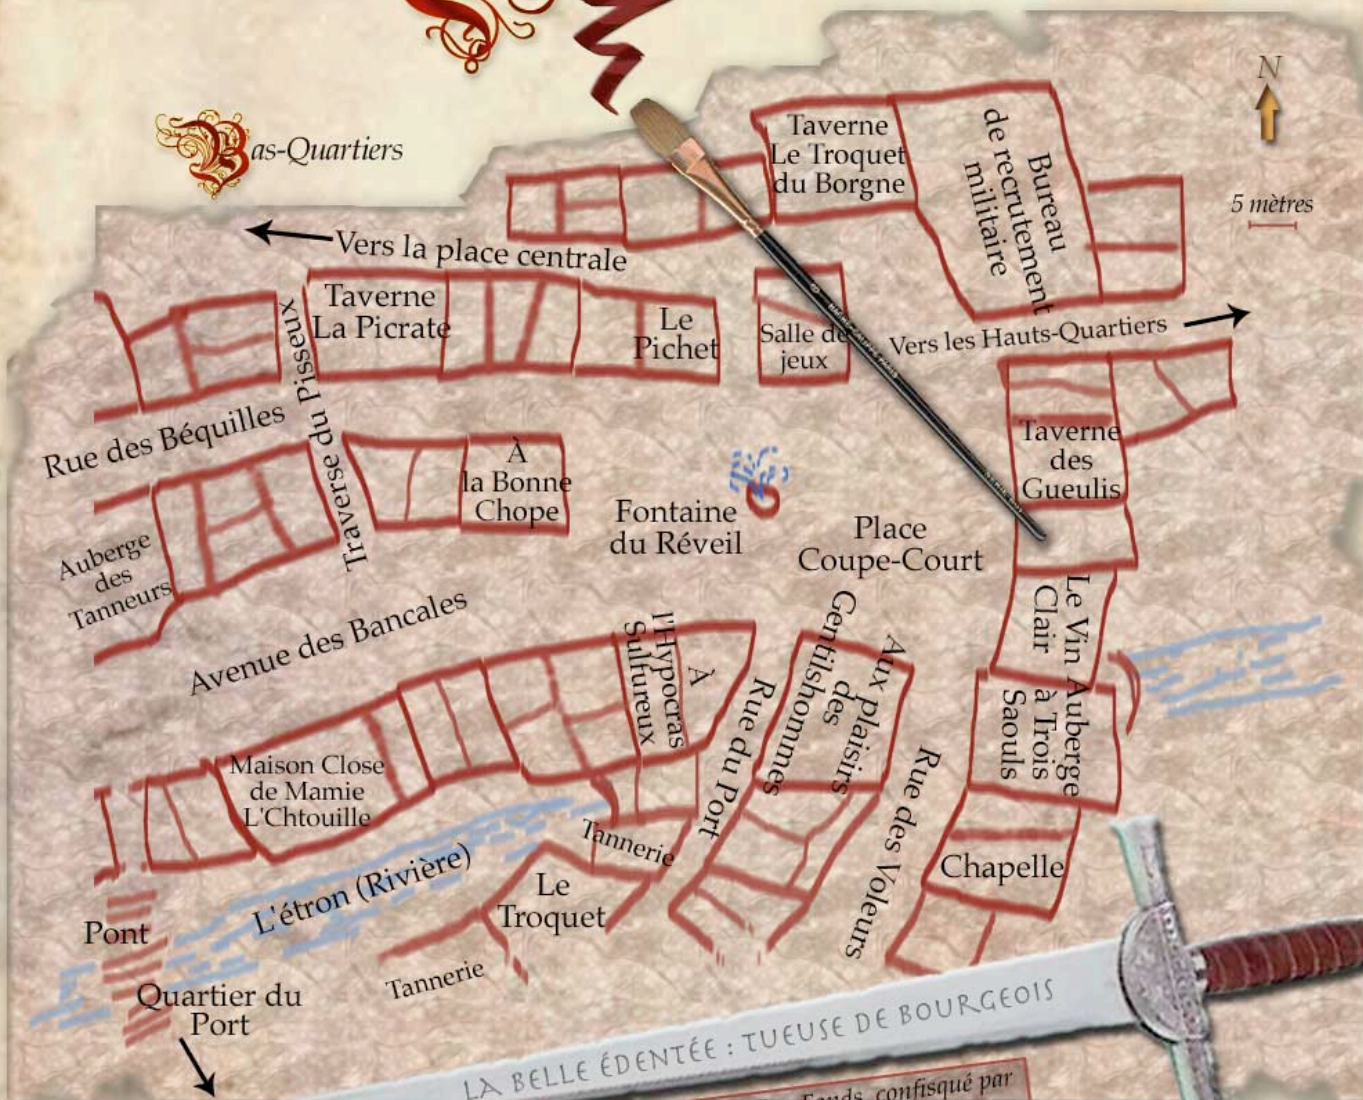 Bas-Quartiers
N
5 mètres
Vers la place centrale
Taverne
Le Troquet
du Borgne
Bureau
de recrutement
militaire
Taverne
La Picrate
Le
Pichet
Salle de
jeux
Vers les Hauts-Quartiers
Traverse du Pisseux
Rue des Béquilles
À
la Bonne
Chope
Taverne
des
Gueulis
Fontaine
du Réveil
Place
Coupe-Court
Auberge
des
Tanneurs
Avenue des Bancales
À
l'Hypocras
Sulfureux
Aux plaisirs
des
Gentilshommes
Le Vin
Clair
Auberge
à Trois
Saouls
Rue du Port
Rue des Voleurs
Maison Close
de Mamie
L'Chtouille
Tannerie
Chapelle
L'étron (Rivière)
Le
Troquet
Pont
Tannerie
Quartier du
Port
LA BELLE ÉDENTÉE : TUEUSE DE BOURGEOIS
Fonds, confisqué par